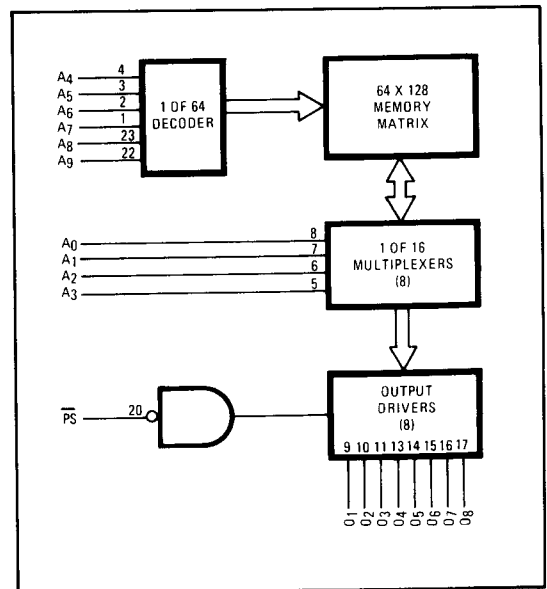 A4 4
A5 3
A6 2
A7 1
A8 23
A9 22
1 OF 64
DECODER
64 X 128
MEMORY
MATRIX
A0 8
A1 7
A2 6
A3 5
1 OF 16
MULTIPLEXERS
(8)
PS 20
OUTPUT
DRIVERS
(8)
9 10 11 13 14 15 16 17
O1 O2 O3 O4 O5 O6 O7 O8